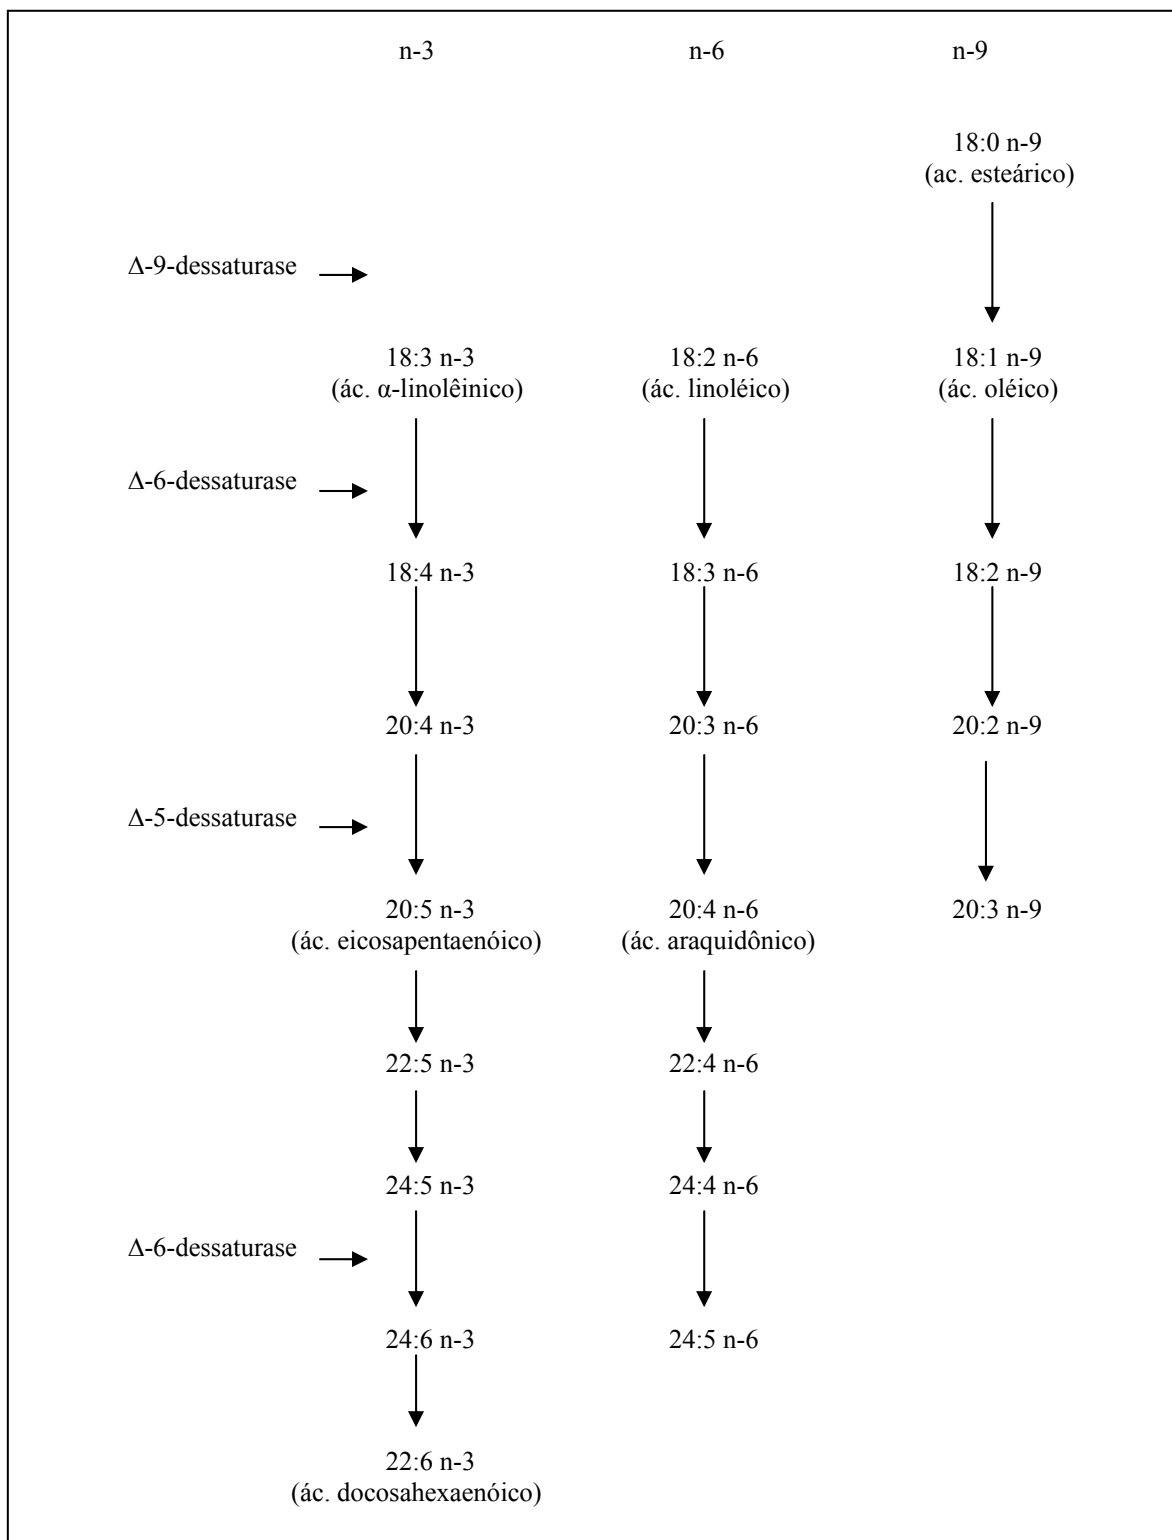 n-3 n-6 n-9
18:0 n-9
(ac. esteárico)
Δ-9-dessaturase
18:3 n-3 18:2 n-6 18:1 n-9
(ác. α-linolêinico) (ác. linoléico) (ác. oléico)
Δ-6-dessaturase
18:4 n-3 18:3 n-6 18:2 n-9
20:4 n-3 20:3 n-6 20:2 n-9
Δ-5-dessaturase
20:5 n-3 20:4 n-6 20:3 n-9
(ác. eicosapentaenóico) (ác. araquidônico)
22:5 n-3 22:4 n-6
24:5 n-3 24:4 n-6
Δ-6-dessaturase
24:6 n-3 24:5 n-6
22:6 n-3
(ác. docosahexaenóico)